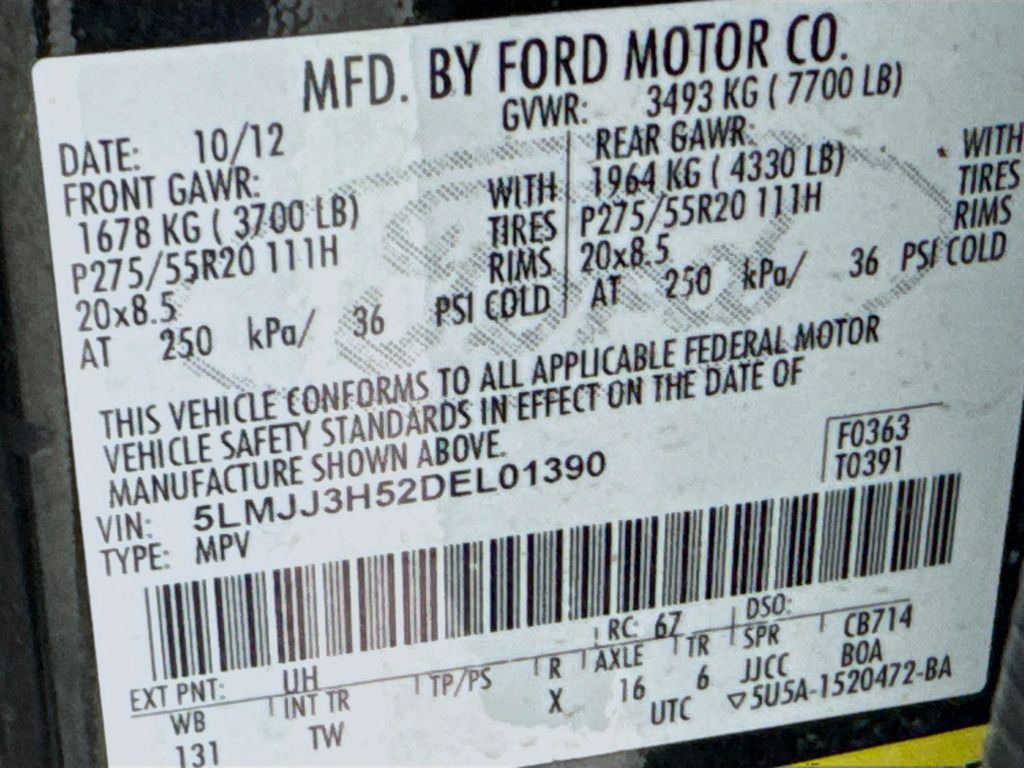 MFD. BY FORD MOTOR CO.
DATE: 10/12 GVWR: 3493 KG ( 7700 LB)
FRONT GAWR: WITH REAR GAWR: WITH
1678 KG ( 3700 LB) TIRES 1964 KG ( 4330 LB) TIRES
P275/55R20 111H RIMS P275/55R20 111H RIMS
20x8.5 20x8.5
AT 250 kPa/ 36 PSI COLD AT 250 kPa/ 36 PSI COLD
THIS VEHICLE CONFORMS TO ALL APPLICABLE FEDERAL MOTOR
VEHICLE SAFETY STANDARDS IN EFFECT ON THE DATE OF
MANUFACTURE SHOWN ABOVE.
VIN: 5LMJJ3H52DEL01390 F0363
TYPE: MPV T0391
EXT PNT: UH RC: 67 DSO:
WB INT TR TP/PS R AXLE TR SPR CB714
131 TW X 16 6 JJCC BOA
UTC ▽5U5A-1520472-BA